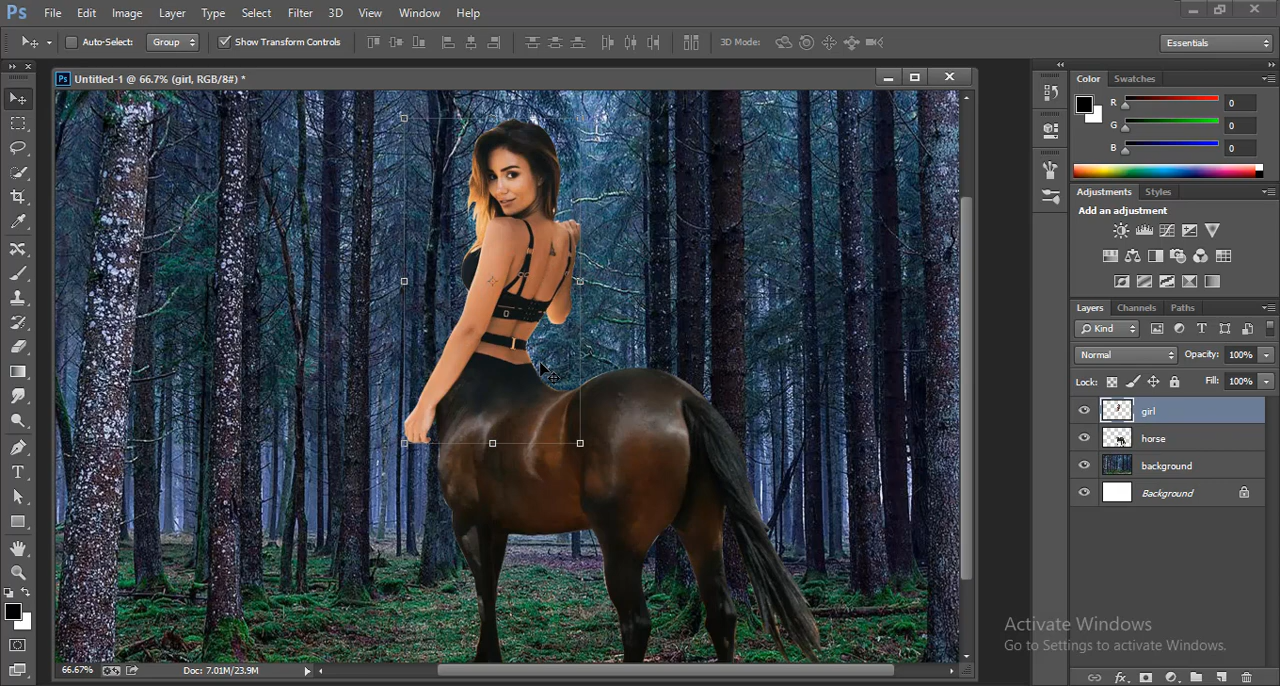 Ps File Edit Image Layer Type Select Filter 3D View Window Help
Auto-Select: Group Show Transform Controls 3D Mode: Essentials
Untitled-1 @ 66.7% (girl, RGB/8#) *
Color Swatches
R 0
G 0
B 0
Adjustments Styles
Add an adjustment
Layers Channels Paths
Kind
Normal Opacity: 100%
Lock: Fill: 100%
girl
horse
background
Background
Activate Windows
Go to Settings to activate Windows.
66.67% Doc: 7.01M/23.9M